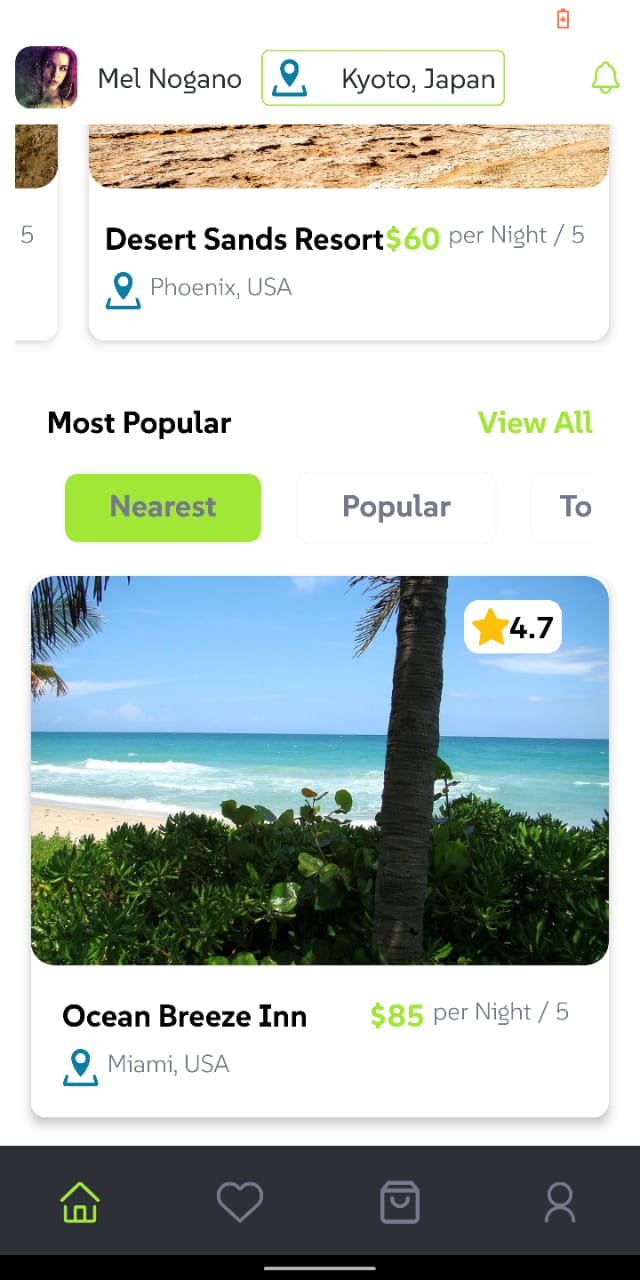 Mel Nogano
Kyoto, Japan
5
Desert Sands Resort$60 per Night / 5
Phoenix, USA
Most Popular
View All
Nearest
Popular
To
4.7
Ocean Breeze Inn
$85 per Night / 5
Miami, USA